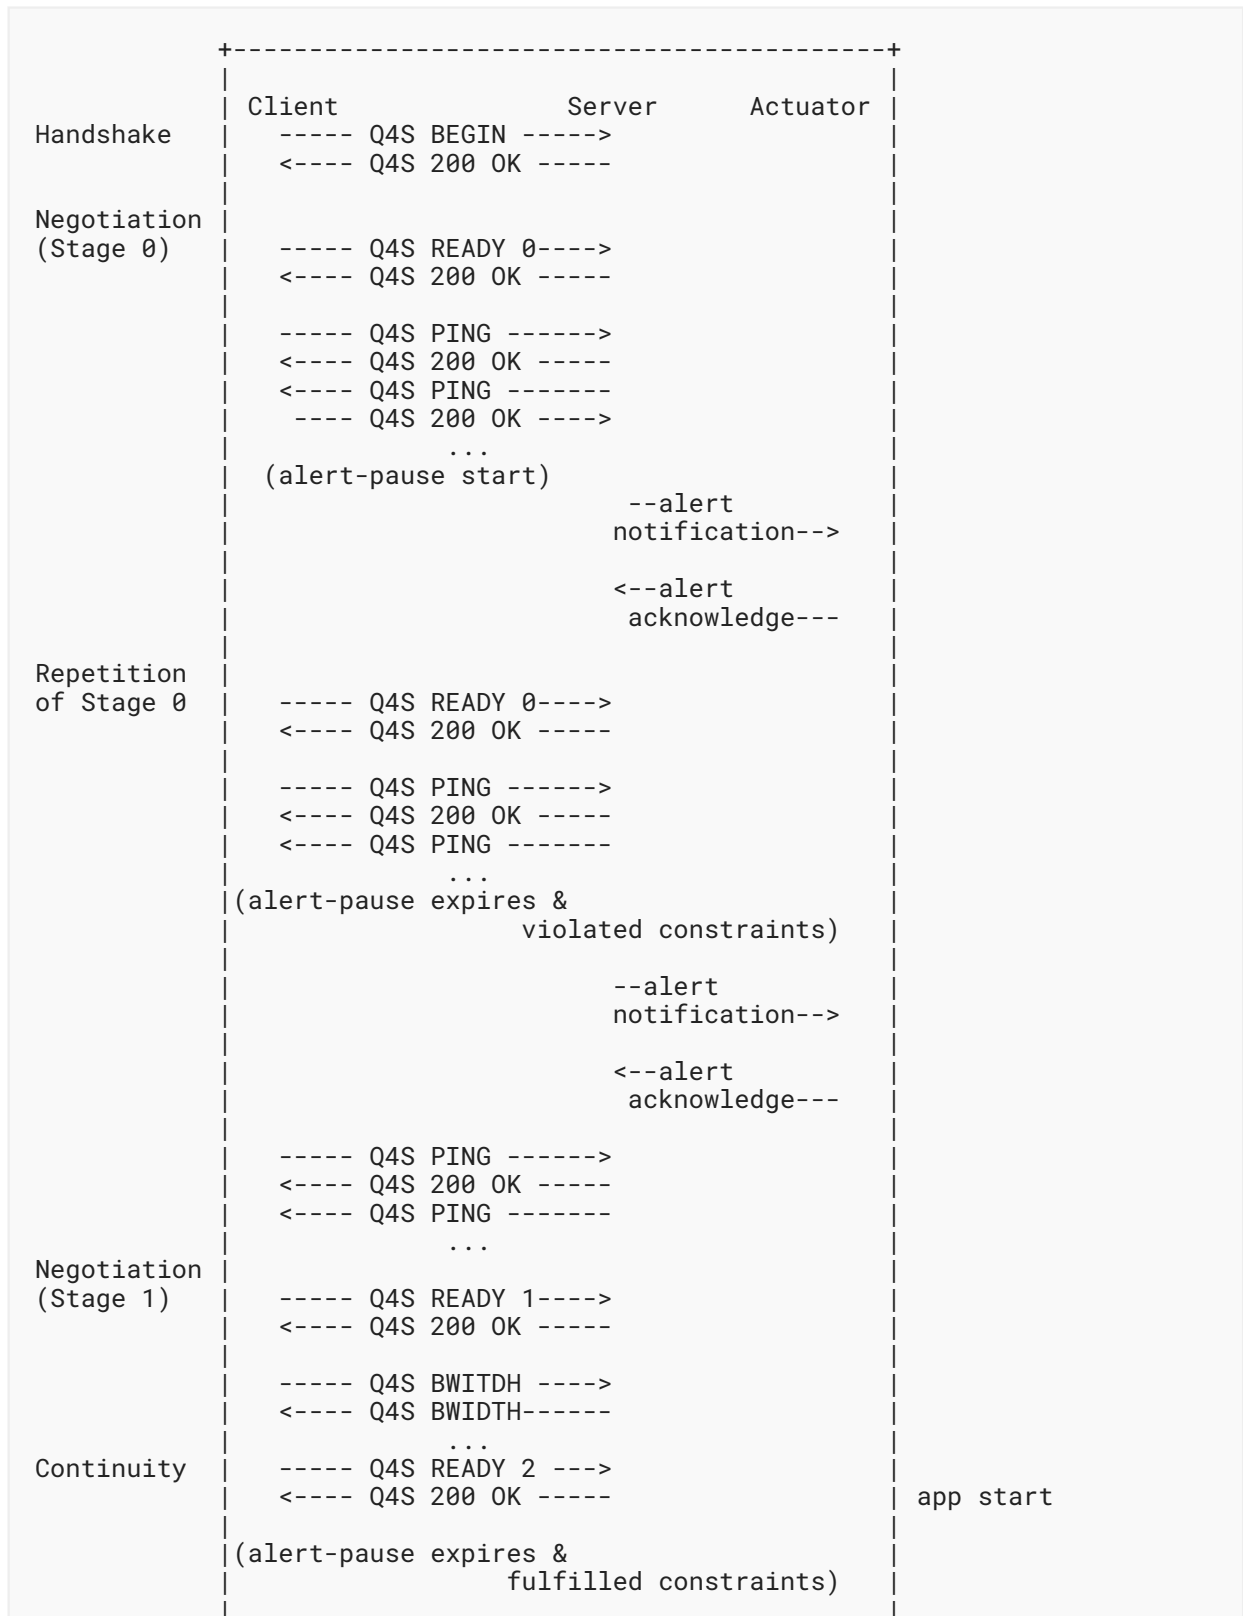 +-------------------------------------------+
|                                           |
| Client               Server      Actuator |
Handshake | ----- Q4S BEGIN -----> |
| <---- Q4S 200 OK ----- |
| |
Negotiation | |
(Stage 0) | ----- Q4S READY 0----> |
| <---- Q4S 200 OK ----- |
| |
| ----- Q4S PING ------> |
| <---- Q4S 200 OK ----- |
| <---- Q4S PING ------- |
| ---- Q4S 200 OK ----> |
| ... |
| (alert-pause start) |
| --alert |
| notification--> |
| |
| <--alert |
| acknowledge--- |
| |
Repetition | |
of Stage 0 | ----- Q4S READY 0----> |
| <---- Q4S 200 OK ----- |
| |
| ----- Q4S PING ------> |
| <---- Q4S 200 OK ----- |
| <---- Q4S PING ------- |
| ... |
|(alert-pause expires & |
| violated constraints) |
| |
| --alert |
| notification--> |
| |
| <--alert |
| acknowledge--- |
| |
| ----- Q4S PING ------> |
| <---- Q4S 200 OK ----- |
| <---- Q4S PING ------- |
| ... |
Negotiation | |
(Stage 1) | ----- Q4S READY 1----> |
| <---- Q4S 200 OK ----- |
| |
| ----- Q4S BWITDH ----> |
| <---- Q4S BWIDTH------ |
| ... |
Continuity | ----- Q4S READY 2 ---> |
| <---- Q4S 200 OK ----- | app start
| |
|(alert-pause expires & |
| fulfilled constraints) |
| |